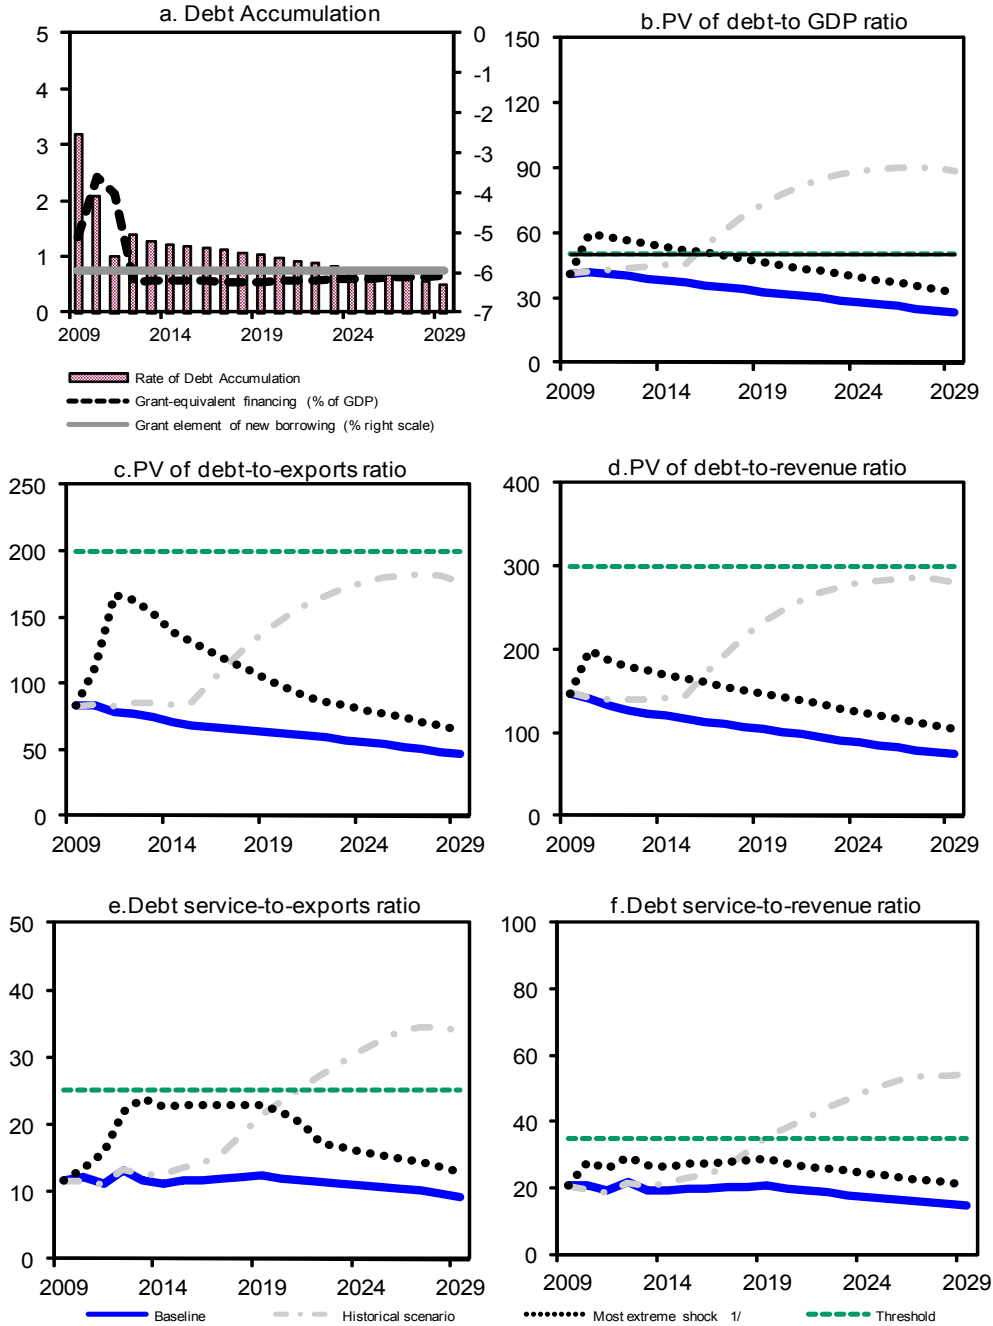 a. Debt Accumulation
5
4
3
2
1
0
0
-1
-2
-3
-4
-5
-6
-7
2009 2014 2019 2024 2029
Rate of Debt Accumulation
Grant-equivalent financing (% of GDP)
Grant element of new borrowing (% right scale)
b.PV of debt-to GDP ratio
150
120
90
60
30
0
2009 2014 2019 2024 2029
c.PV of debt-to-exports ratio
250
200
150
100
50
0
2009 2014 2019 2024 2029
d.PV of debt-to-revenue ratio
400
300
200
100
0
2009 2014 2019 2024 2029
e.Debt service-to-exports ratio
50
40
30
20
10
0
2009 2014 2019 2024 2029
f.Debt service-to-revenue ratio
100
80
60
40
20
0
2009 2014 2019 2024 2029
Baseline Historical scenario Most extreme shock 1/ Threshold